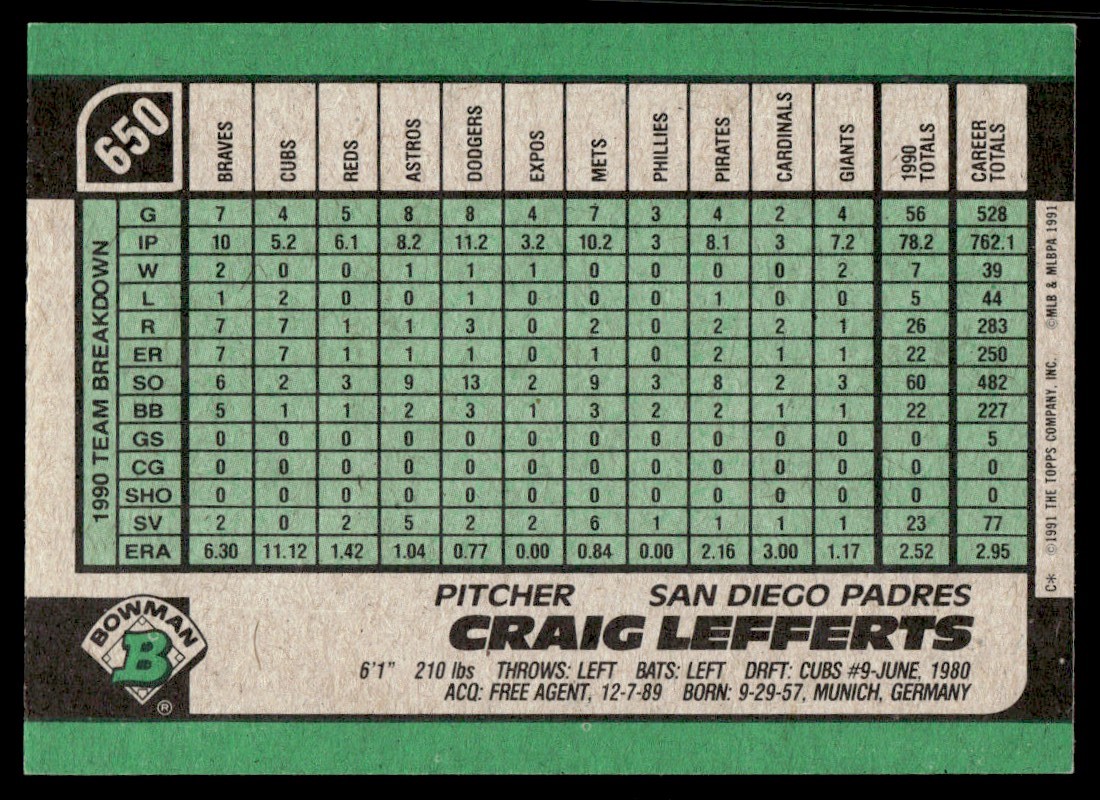 650
BRAVES CUBS REDS ASTROS DODGERS EXPOS METS PHILLIES PIRATES CARDINALS GIANTS 1990 TOTALS CAREER TOTALS
1990 TEAM BREAKDOWN
G 7 4 5 8 8 4 7 3 4 2 4 56 528
IP 10 5.2 6.1 8.2 11.2 3.2 10.2 3 8.1 3 7.2 78.2 762.1
W 2 0 0 1 1 1 0 0 0 0 2 7 39
L 1 2 0 0 1 0 0 0 1 0 0 5 44
R 7 7 1 1 3 0 2 0 2 2 1 26 283
ER 7 7 1 1 1 0 1 0 2 1 1 22 250
SO 6 2 3 9 13 2 9 3 8 2 3 60 482
BB 5 1 1 2 3 1 3 2 2 1 1 22 227
GS 0 0 0 0 0 0 0 0 0 0 0 0 5
CG 0 0 0 0 0 0 0 0 0 0 0 0 0
SHO 0 0 0 0 0 0 0 0 0 0 0 0 0
SV 2 0 2 5 2 2 6 1 1 1 1 23 77
ERA 6.30 11.12 1.42 1.04 0.77 0.00 0.84 0.00 2.16 3.00 1.17 2.52 2.95
C* ©1991 THE TOPPS COMPANY, INC. ©MLB & MLBPA 1991
BOWMAN
B
®
PITCHER SAN DIEGO PADRES
CRAIG LEFFERTS
6'1" 210 lbs THROWS: LEFT BATS: LEFT DRFT: CUBS #9-JUNE, 1980
ACQ: FREE AGENT, 12-7-89 BORN: 9-29-57, MUNICH, GERMANY